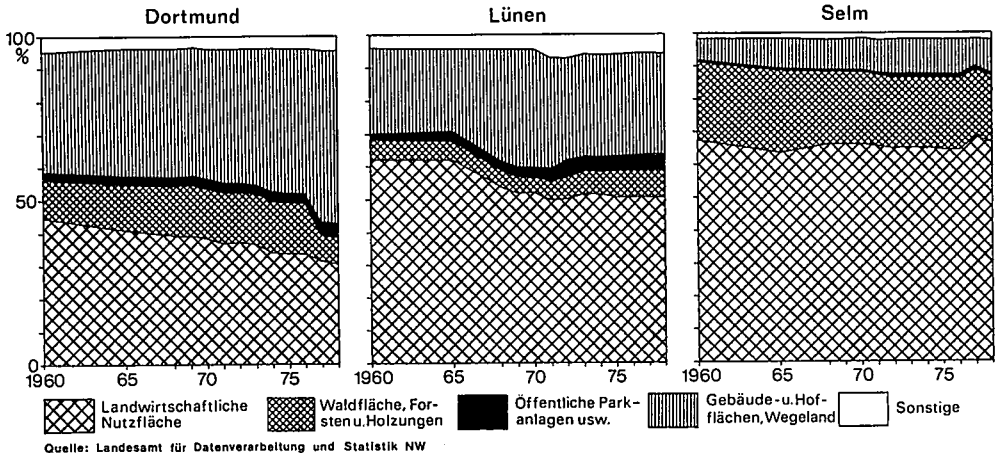 Dortmund
Lünen
Selm
100
%
50
0
1960 65 70 75
1960 65 70 75
1960 65 70 75
Landwirtschaftliche
Nutzfläche
Waldfläche, For-
sten u. Holzungen
Öffentliche Park-
anlagen usw.
Gebäude- u. Hof-
flächen, Wegeland
Sonstige
Quelle: Landesamt für Datenverarbeitung und Statistik NW